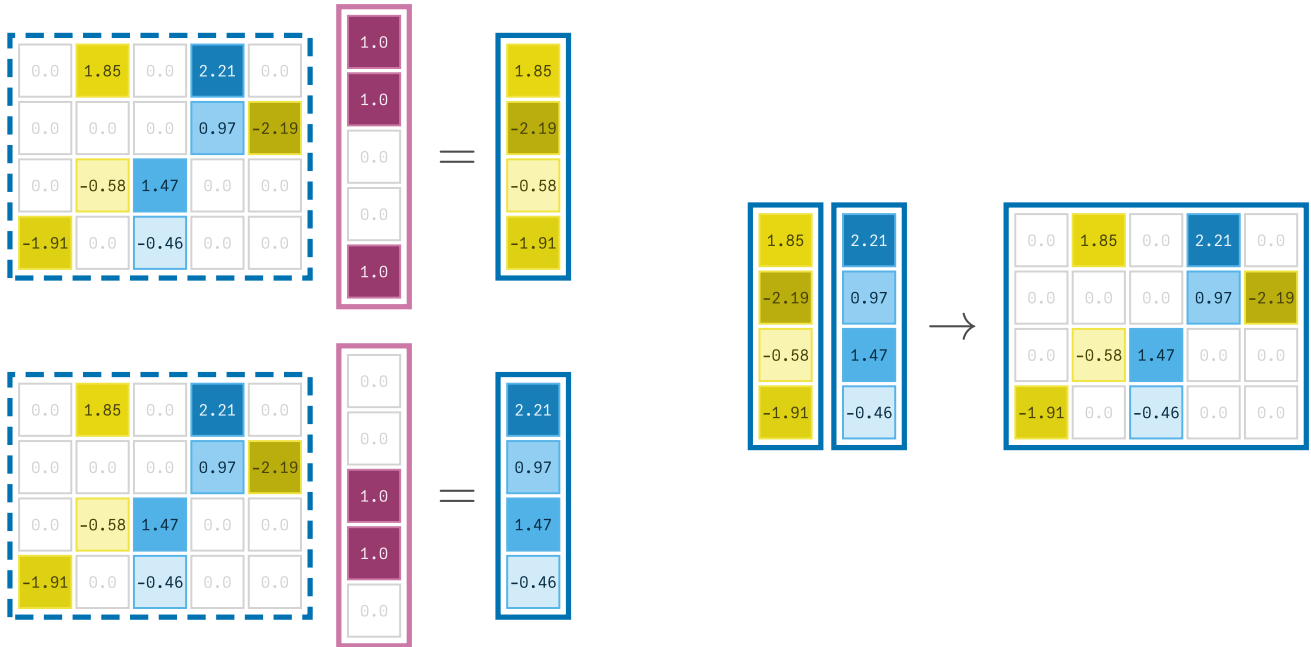 1.0
0.0 1.85 0.0 2.21 0.0 1.85
1.0
0.0 0.0 0.0 0.97 -2.19 -2.19
0.0 =
0.0 -0.58 1.47 0.0 0.0 -0.58
0.0
-1.91 0.0 -0.46 0.0 0.0 -1.91
1.0
0.0
0.0 1.85 0.0 2.21 0.0 2.21
0.0
0.0 0.0 0.0 0.97 -2.19 0.97
1.0 =
0.0 -0.58 1.47 0.0 0.0 1.47
1.0
-1.91 0.0 -0.46 0.0 0.0 -0.46
0.0
1.85 2.21 0.0 1.85 0.0 2.21 0.0
-2.19 0.97 0.0 0.0 0.0 0.97 -2.19
→
-0.58 1.47 0.0 -0.58 1.47 0.0 0.0
-1.91 -0.46 -1.91 0.0 -0.46 0.0 0.0